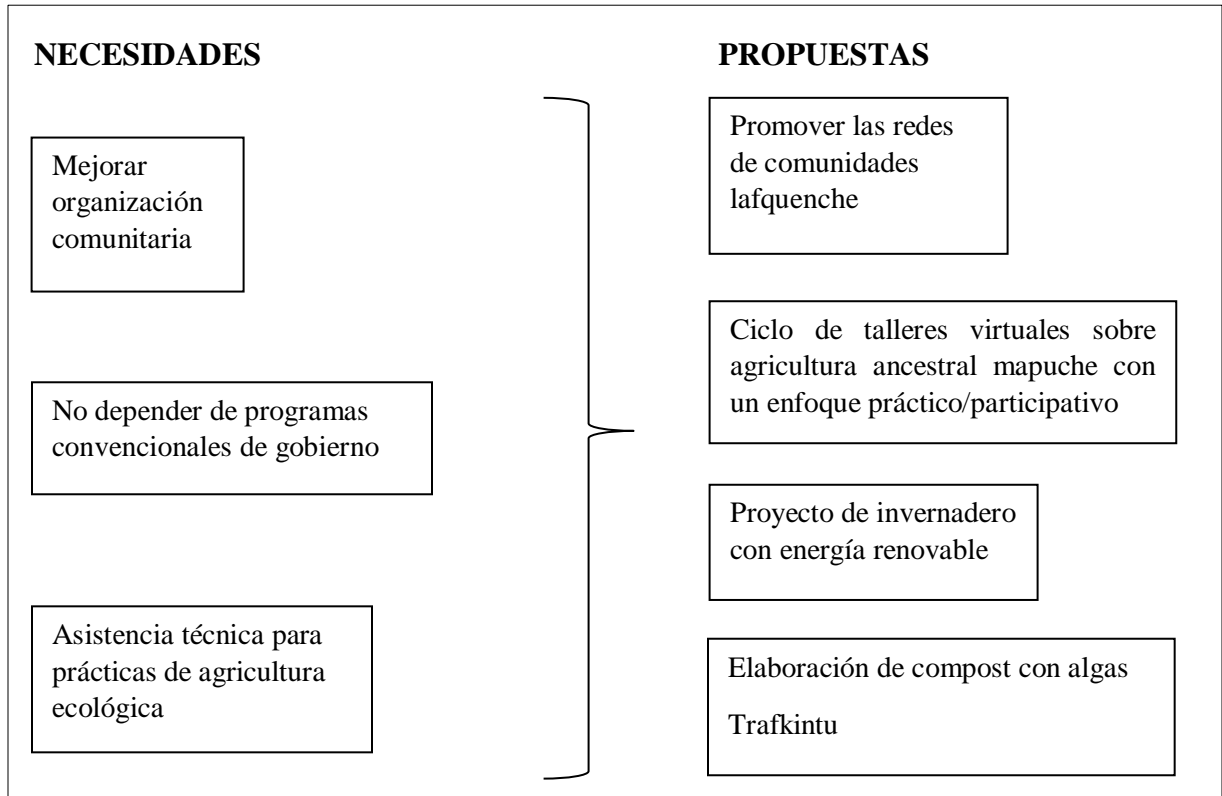 NECESIDADES
Mejorar
organización
comunitaria
No depender de programas
convencionales de gobierno
Asistencia técnica para
prácticas de agricultura
ecológica
PROPUESTAS
Promover las redes
de comunidades
lafquenche
Ciclo de talleres virtuales sobre
agricultura ancestral mapuche con
un enfoque práctico/participativo
Proyecto de invernadero
con energía renovable
Elaboración de compost con algas
Trafkintu